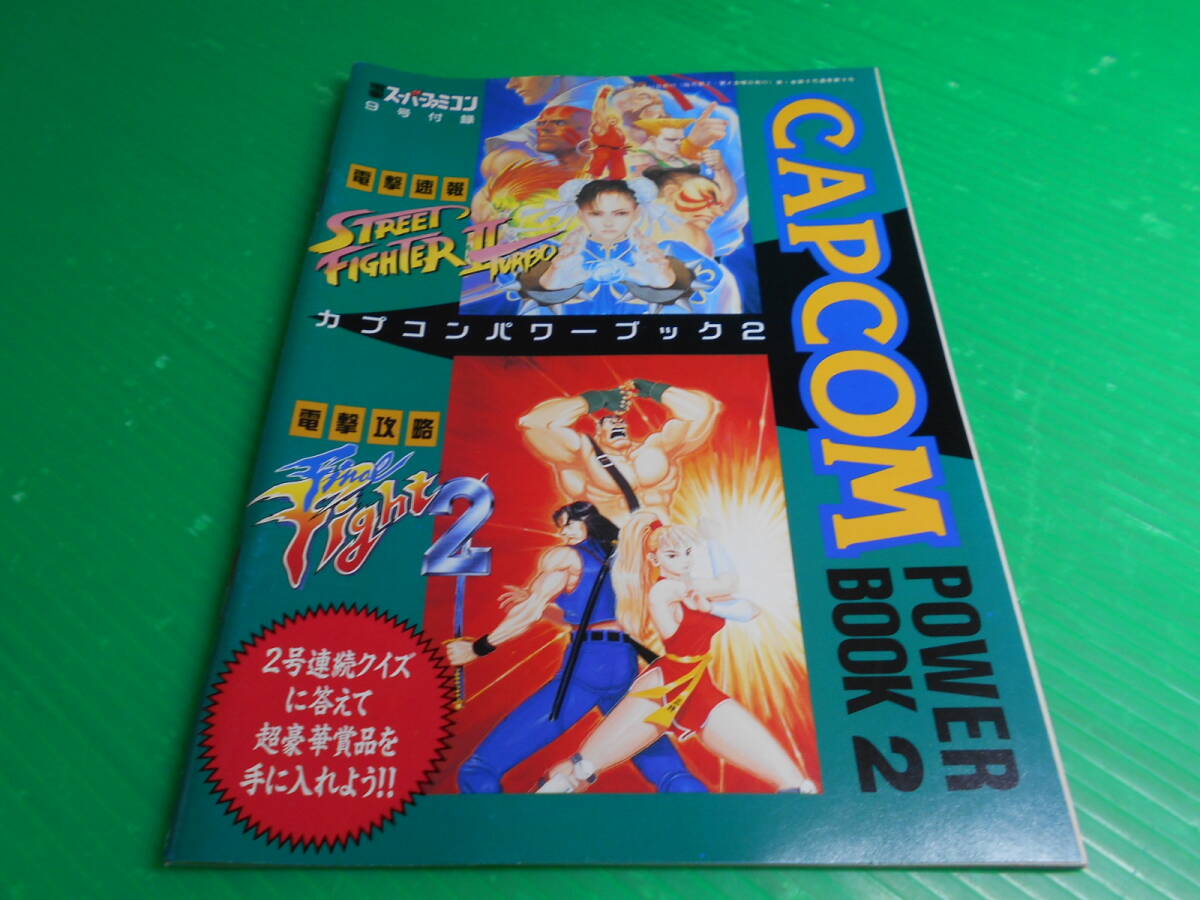 スーパーファミコン
9号付録
電撃速報
STREET
FIGHTER II
TURBO
カプコンパワーブック2
電撃攻略
Final
Fight 2
2号連続クイズ
に答えて
超豪華賞品を
手に入れよう!!
CAPCOM
POWER
BOOK 2